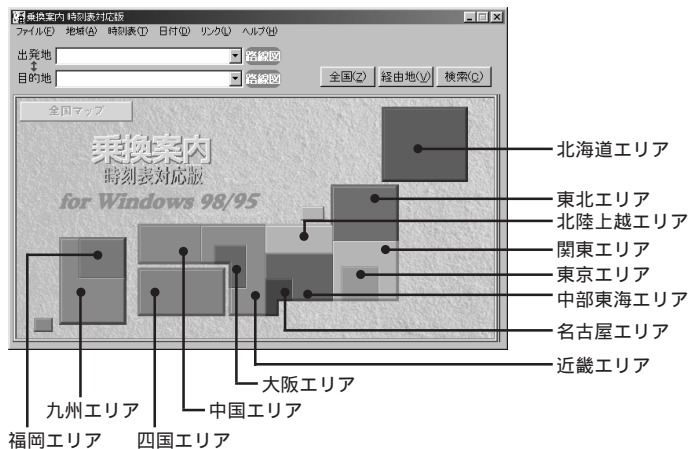 乗換案内 時刻表対応版
ファイル(F) 地域(A) 時刻表(T) 日付(D) リンク(L) ヘルプ(H)
出発地 路線図
目的地 路線図 全国(Z) 経由地(V) 検索(C)
全国マップ
乗換案内
時刻表対応版
for Windows 98/95
北海道エリア
東北エリア
北陸上越エリア
関東エリア
東京エリア
中部東海エリア
名古屋エリア
近畿エリア
大阪エリア
九州エリア
中国エリア
福岡エリア
四国エリア